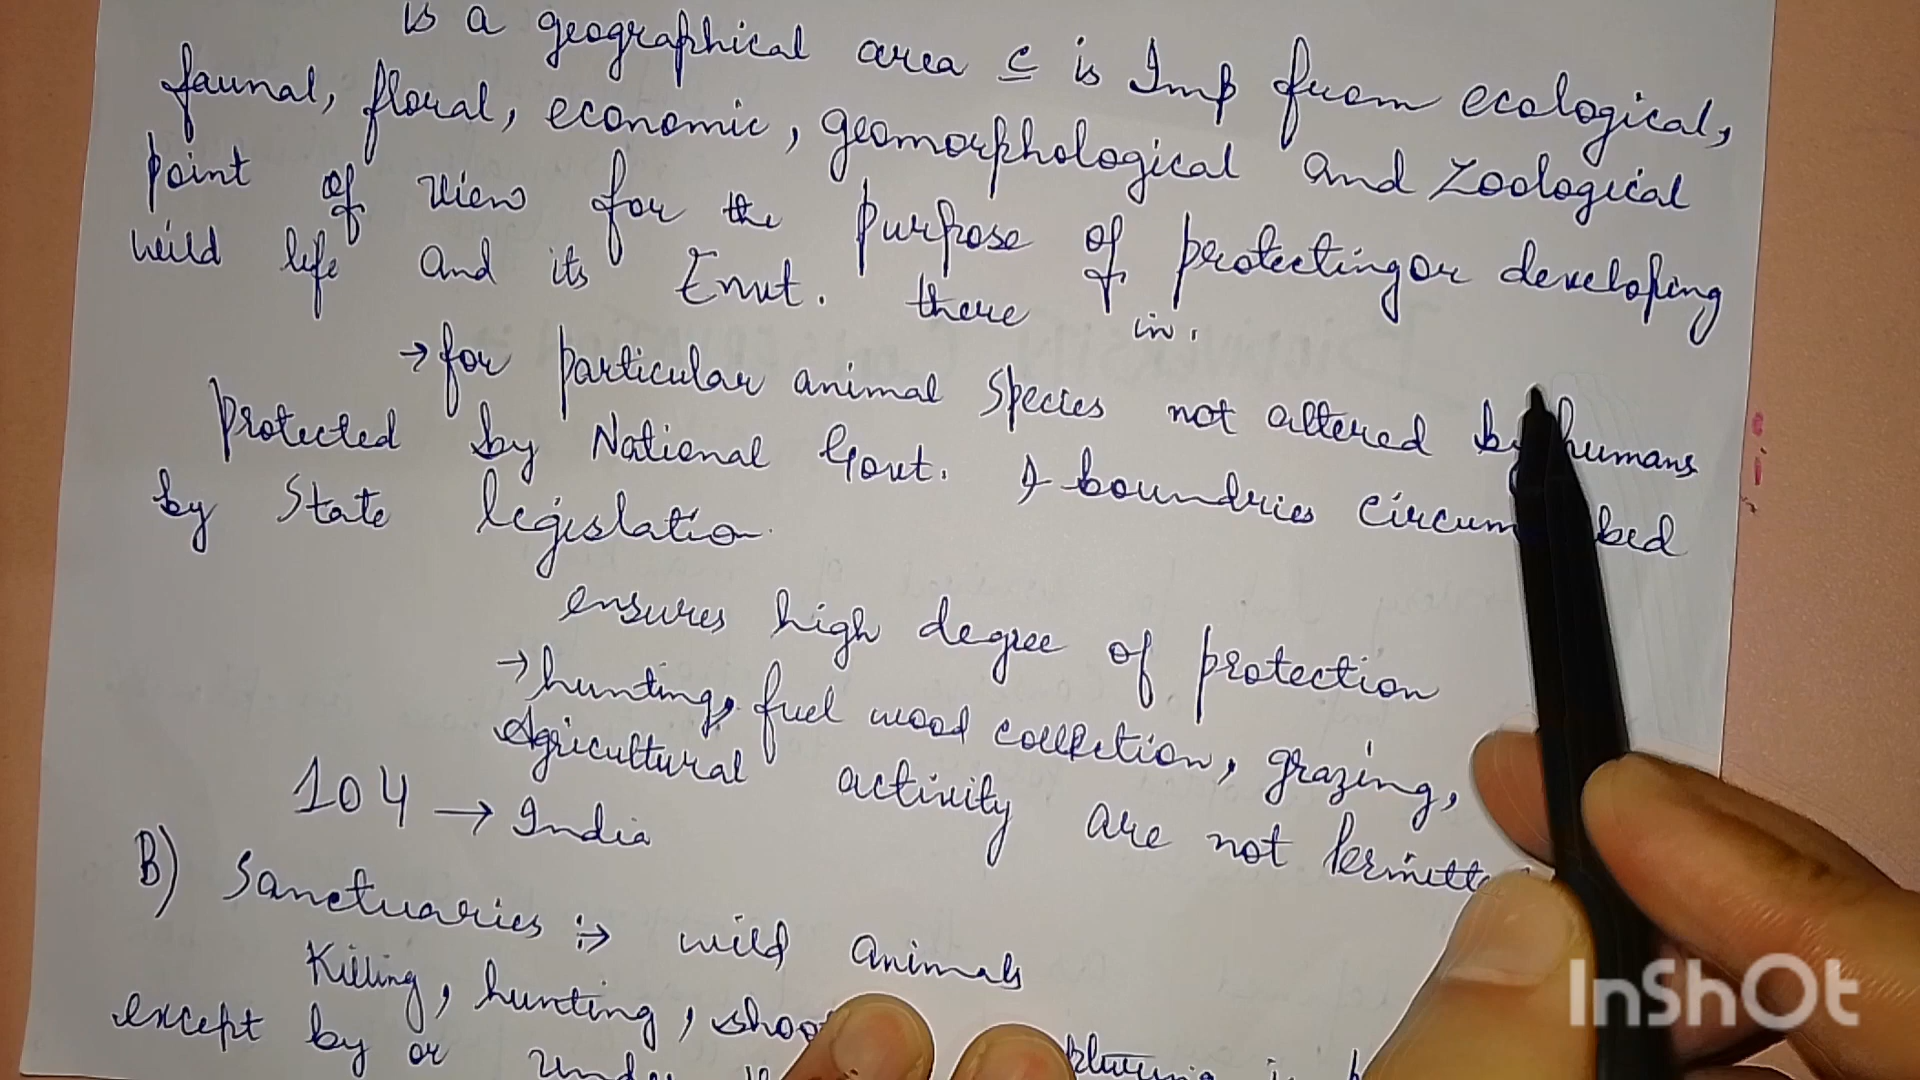 is a geographical area c is Imp from ecological,
faunal, floral, economic, geomorphological and Zoological
point of view for the purpose of protecting or developing
wild life and its Envt. there in.
→ for particular animal species not altered by humans
protected by National Govt. & boundries
by State legislation.
ensures high degree of protection
→ hunting, fuel wood collection, grazing,
Agricultural activity are not
104 → India
B) Sanctuaries :→ wild animals
Killing, hunting,
except by or
InShOt